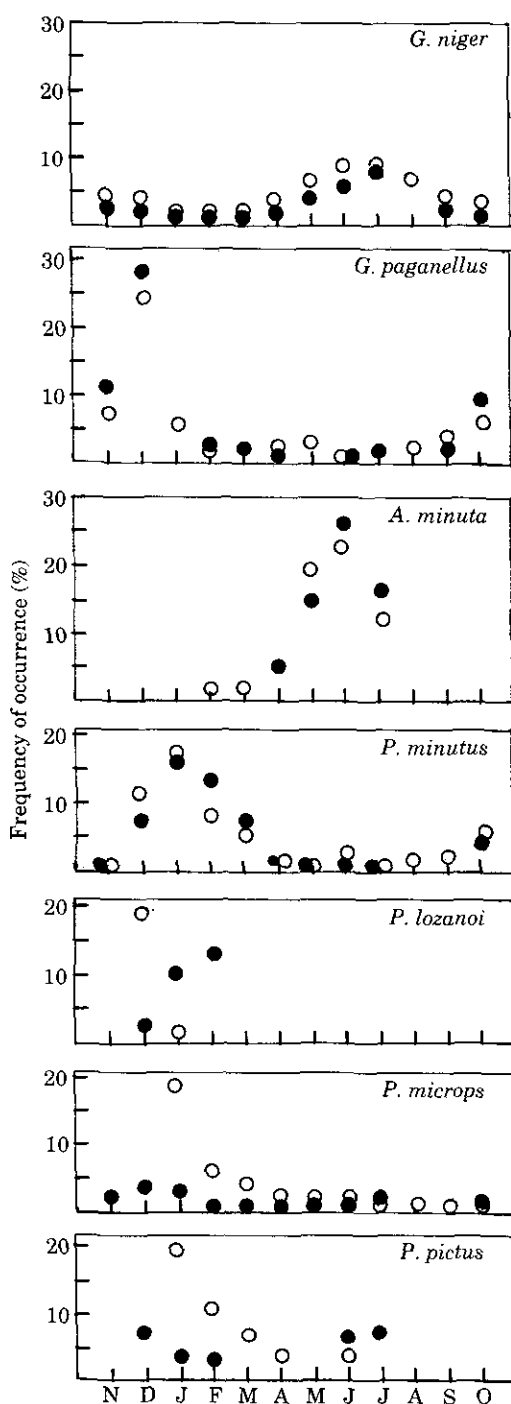 30
20
10
G. niger
30
20
10
G. paganellus
30
20
10
A. minuta
Frequency of occurrence (%)
20
10
P. minutus
20
10
P. lozanoi
20
10
P. microps
20
10
P. pictus
N D J F M A M J J A S O